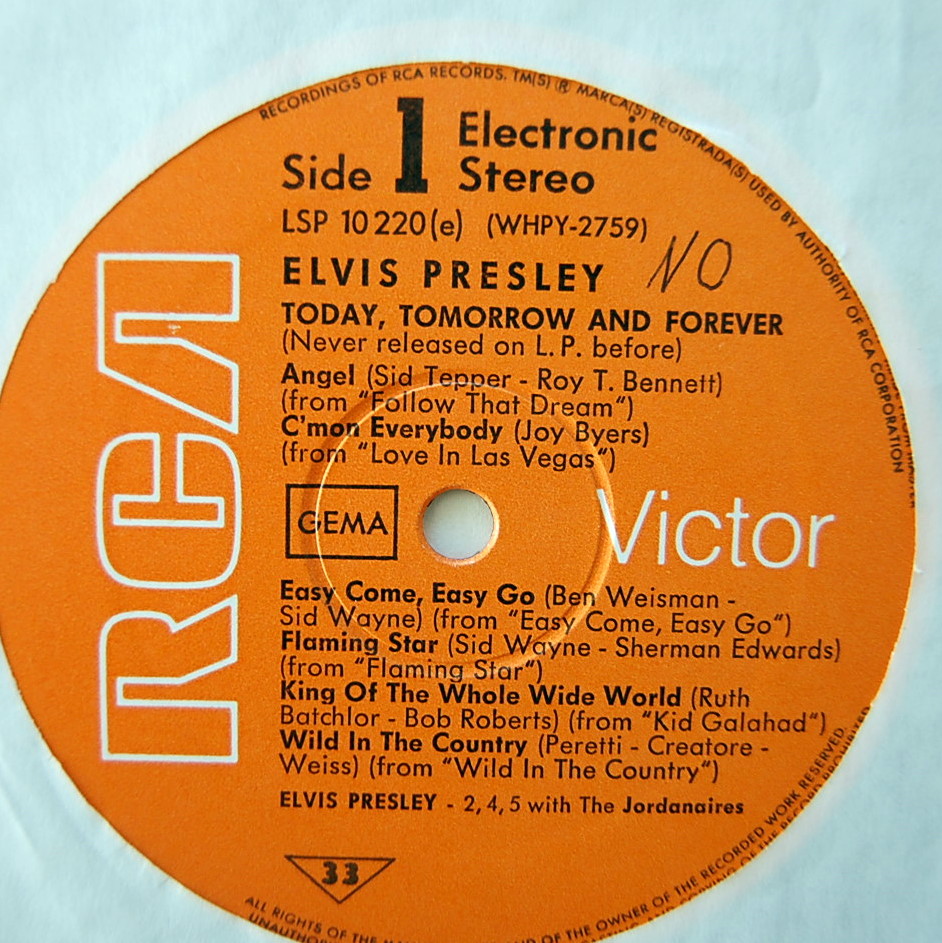 RECORDINGS OF RCA RECORDS. TM(S) ® MARCA(S) REGISTRADA(S) USED BY AUTHORITY OF RCA CORPORATION
Side 1
Electronic
Stereo
LSP 10220(e) (WHPY-2759)
NO
ELVIS PRESLEY
TODAY, TOMORROW AND FOREVER
(Never released on L.P. before)
Angel (Sid Tepper - Roy T. Bennett)
(from "Follow That Dream")
C'mon Everybody (Joy Byers)
(from "Love In Las Vegas")
RCA
GEMA
Victor
Easy Come, Easy Go (Ben Weisman -
Sid Wayne) (from "Easy Come, Easy Go")
Flaming Star (Sid Wayne - Sherman Edwards)
(from "Flaming Star")
King Of The Whole Wide World (Ruth
Batchlor - Bob Roberts) (from "Kid Galahad")
Wild In The Country (Peretti - Creatore -
Weiss) (from "Wild In The Country")
ELVIS PRESLEY - 2, 4, 5 with The Jordanaires
33
ALL RIGHTS OF THE
OF THE OWNER OF THE RECORDED WORK RESERVED